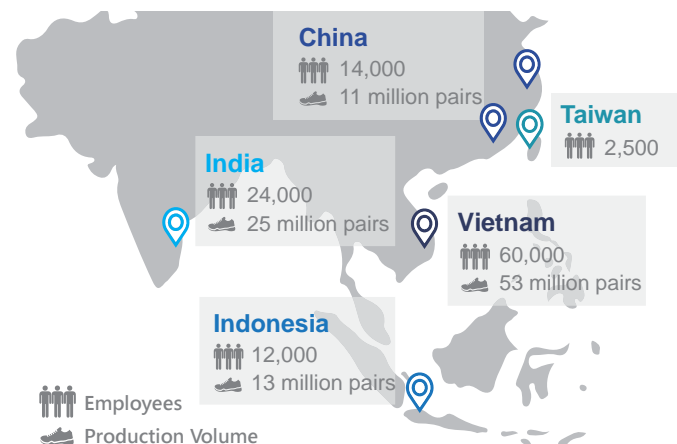 China
14,000
11 million pairs
Taiwan
2,500
India
24,000
25 million pairs
Vietnam
60,000
53 million pairs
Indonesia
12,000
13 million pairs
Employees
Production Volume